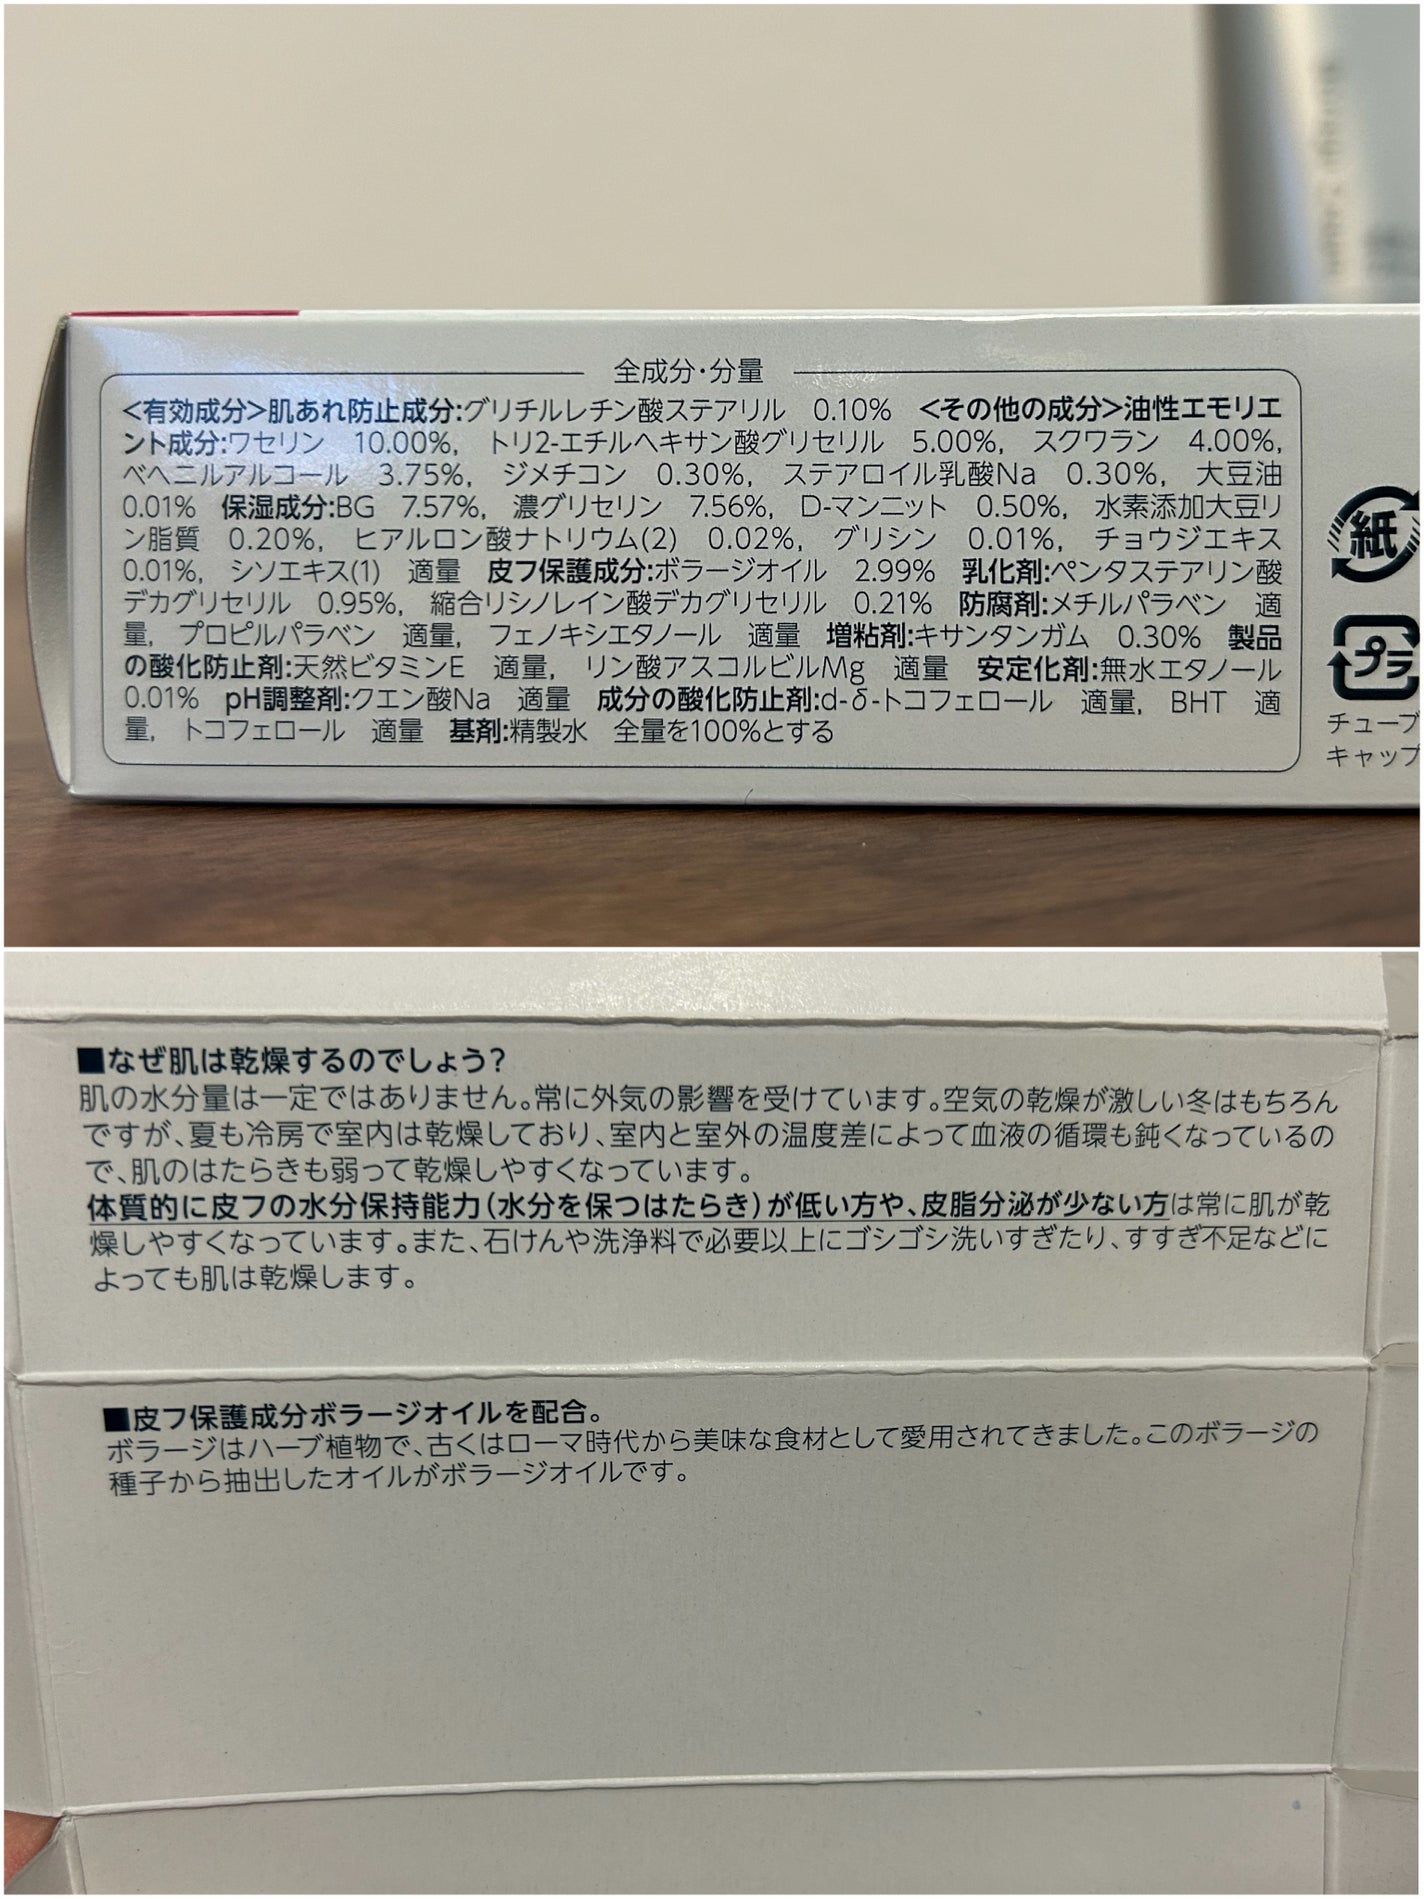 全成分・分量
<有効成分>肌あれ防止成分:グリチルレチン酸ステアリル 0.10% <その他の成分>油性エモリエ
ント成分:ワセリン 10.00%, トリ2-エチルヘキサン酸グリセリル 5.00%, スクワラン 4.00%,
ベヘニルアルコール 3.75%, ジメチコン 0.30%, ステアロイル乳酸Na 0.30%, 大豆油
0.01% 保湿成分:BG 7.57%, 濃グリセリン 7.56%, D-マンニット 0.50%, 水素添加大豆リ
ン脂質 0.20%, ヒアルロン酸ナトリウム(2) 0.02%, グリシン 0.01%, チョウジエキス
0.01%, シソエキス(1) 適量 皮フ保護成分:ボラージオイル 2.99% 乳化剤:ペンタステアリン酸
デカグリセリル 0.95%, 縮合リシノレイン酸デカグリセリル 0.21% 防腐剤:メチルパラベン 適
量, プロピルパラベン 適量, フェノキシエタノール 適量 増粘剤:キサンタンガム 0.30% 製品
の酸化防止剤:天然ビタミンE 適量, リン酸アスコルビルMg 適量 安定化剤:無水エタノール
0.01% pH調整剤:クエン酸Na 適量 成分の酸化防止剤:d-δ-トコフェロール 適量, BHT 適
量, トコフェロール 適量 基剤:精製水 全量を100%とする
紙
プラ
チューブ
キャップ
■なぜ肌は乾燥するのでしょう?
肌の水分量は一定ではありません。常に外気の影響を受けています。空気の乾燥が激しい冬はもちろん
ですが、夏も冷房で室内は乾燥しており、室内と室外の温度差によって血液の循環も鈍くなっているの
で、肌のはたらきも弱って乾燥しやすくなっています。
体質的に皮フの水分保持能力(水分を保つはたらき)が低い方や、皮脂分泌が少ない方は常に肌が乾
燥しやすくなっています。また、石けんや洗浄料で必要以上にゴシゴシ洗いすぎたり、すすぎ不足などに
よっても肌は乾燥します。
■皮フ保護成分ボラージオイルを配合。
ボラージはハーブ植物で、古くはローマ時代から美味な食材として愛用されてきました。このボラージの
種子から抽出したオイルがボラージオイルです。